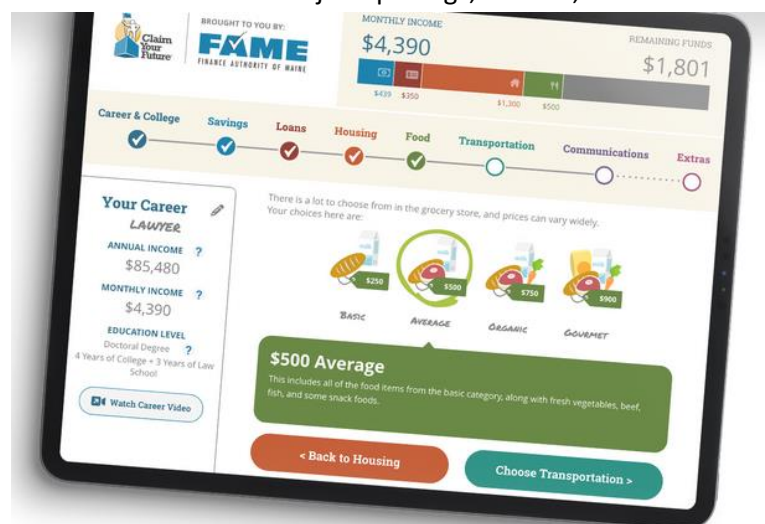 Claim
Your
Future
BROUGHT TO YOU BY:
FAME
FINANCE AUTHORITY OF MAINE
MONTHLY INCOME
$4,390
REMAINING FUNDS
$1,801
$439 $350 $1,300 $500
Career & College Savings Loans Housing Food Transportation Communications Extras
Your Career
LAWYER
ANNUAL INCOME ?
$85,480
MONTHLY INCOME ?
$4,390
EDUCATION LEVEL
Doctoral Degree ?
4 Years of College + 3 Years of Law
School
Watch Career Video
There is a lot to choose from in the grocery store, and prices can vary widely.
Your choices here are:
$250 $500 $750 $900
BASIC AVERAGE ORGANIC GOURMET
$500 Average
This includes all of the food items from the basic category, along with fresh vegetables, beef,
fish, and some snack foods.
< Back to Housing
Choose Transportation >